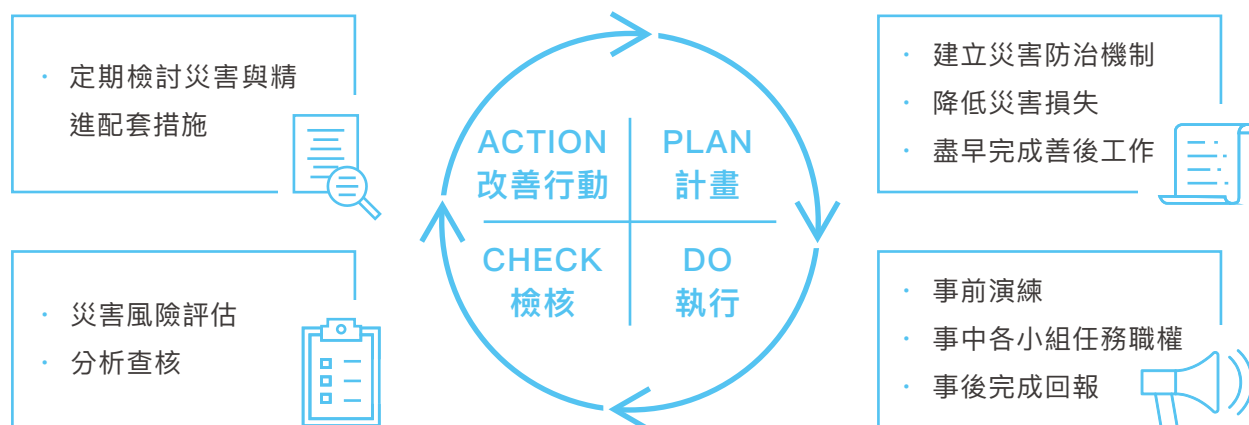 · 定期檢討災害與精
進配套措施
· 災害風險評估
· 分析查核
ACTION
改善行動
PLAN
計畫
CHECK
檢核
DO
執行
· 建立災害防治機制
· 降低災害損失
· 盡早完成善後工作
· 事前演練
· 事中各小組任務職權
· 事後完成回報